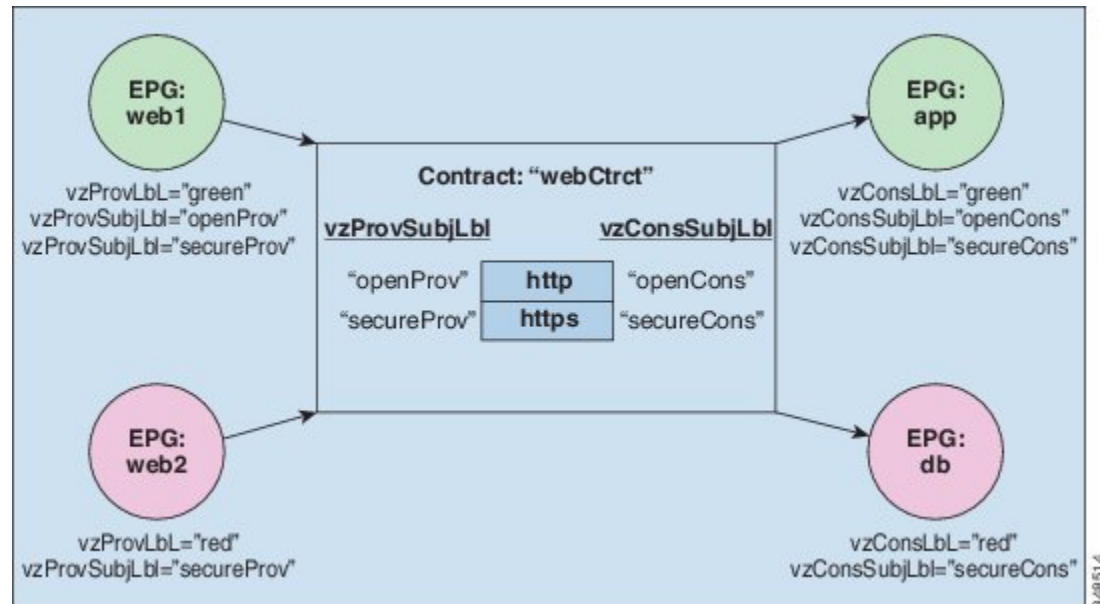 EPG:
web1
vzProvLbL="green"
vzProvSubjLbl="openProv"
vzProvSubjLbl="secureProv"
EPG:
app
vzConsLbL="green"
vzConsSubjLbl="openCons"
vzConsSubjLbl="secureCons"
Contract: “webCtrct”
vzProvSubjLbl vzConsSubjLbl
“openProv” http “openCons”
“secureProv” https “secureCons”
EPG:
web2
vzProvLbL="red"
vzProvSubjLbl="secureProv"
EPG:
db
vzConsLbL="red"
vzConsSubjLbl="secureCons"
348514